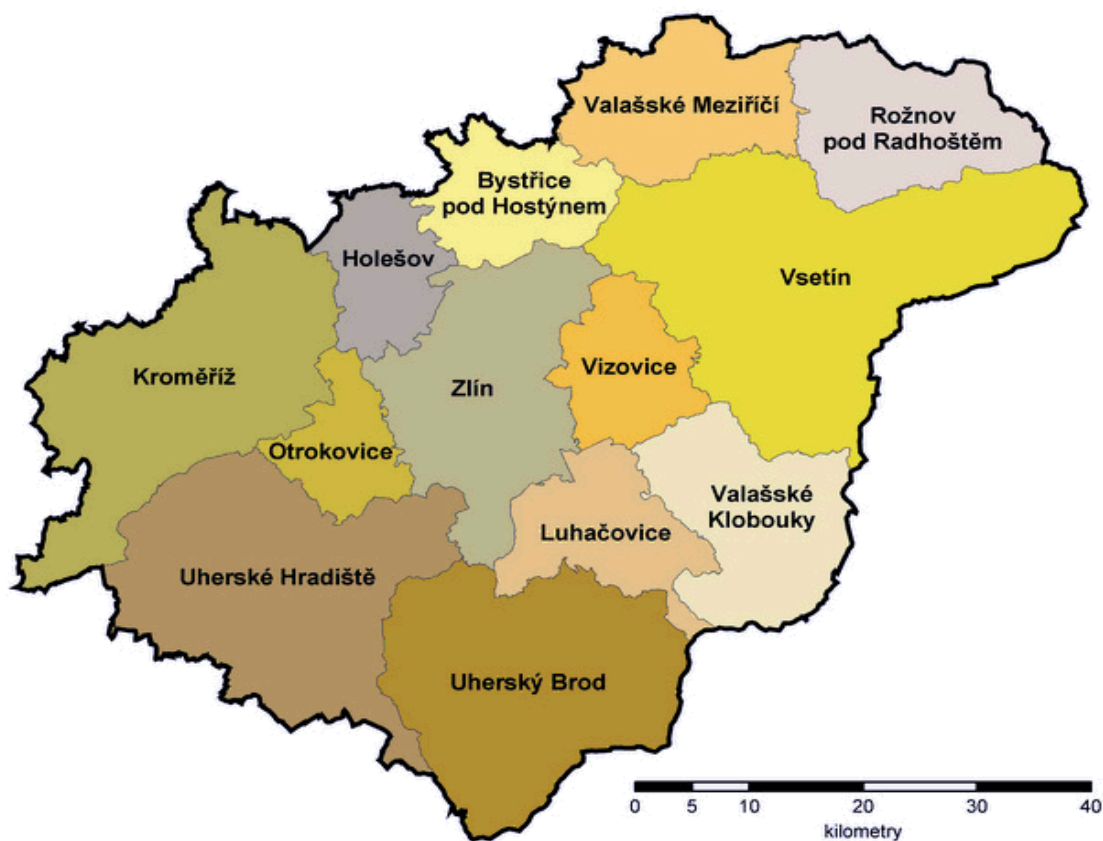 Valašské Meziříčí
Rožnov
pod Radhoštěm
Bystřice
pod Hostýnem
Holešov
Vsetín
Kroměříž
Zlín
Vizovice
Otrokovice
Valašské
Klobouky
Luhačovice
Uherské Hradiště
Uherský Brod
0 5 10 20 30 40
kilometry